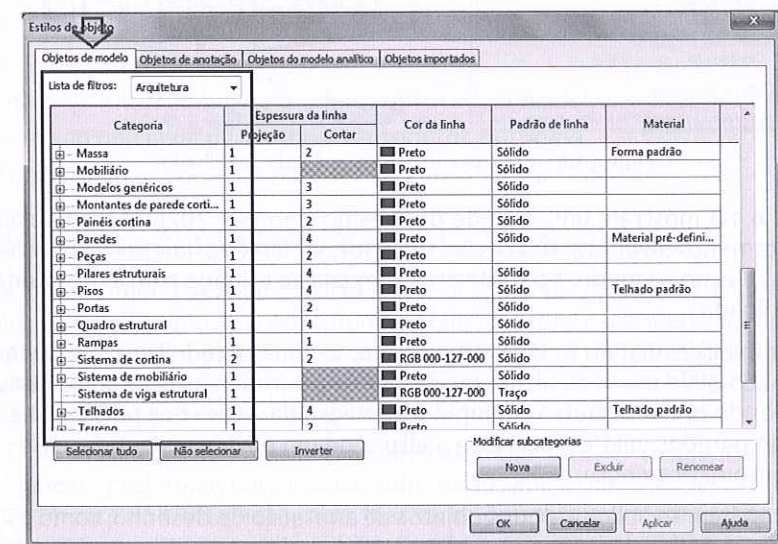 Estilos de objeto
Objetos de modelo Objetos de anotação Objetos do modelo analítico Objetos importados
Lista de filtros: Arquitetura
Categoria Espessura da linha Cor da linha Padrão de linha Material
Projeção Cortar
Massa 1 2 Preto Sólido Forma padrão
Mobiliário 1 Preto Sólido
Modelos genéricos 1 3 Preto Sólido
Montantes de parede corti... 1 3 Preto Sólido
Painéis cortina 1 2 Preto Sólido
Paredes 1 4 Preto Sólido Material pré-defini...
Peças 1 2 Preto
Pilares estruturais 1 4 Preto Sólido
Pisos 1 4 Preto Sólido Telhado padrão
Portas 1 2 Preto Sólido
Quadro estrutural 1 4 Preto Sólido
Rampas 1 1 Preto Sólido
Sistema de cortina 2 2 RGB 000-127-000 Sólido
Sistema de mobiliário 1 Preto Sólido
Sistema de viga estrutural 1 RGB 000-127-000 Traço
Telhados 1 4 Preto Sólido Telhado padrão
Terreno 1 2 Preto Sólido
Selecionar tudo Não selecionar Inverter
Modificar subcategorias
Nova Excluir Renomear
OK Cancelar Aplicar Ajuda